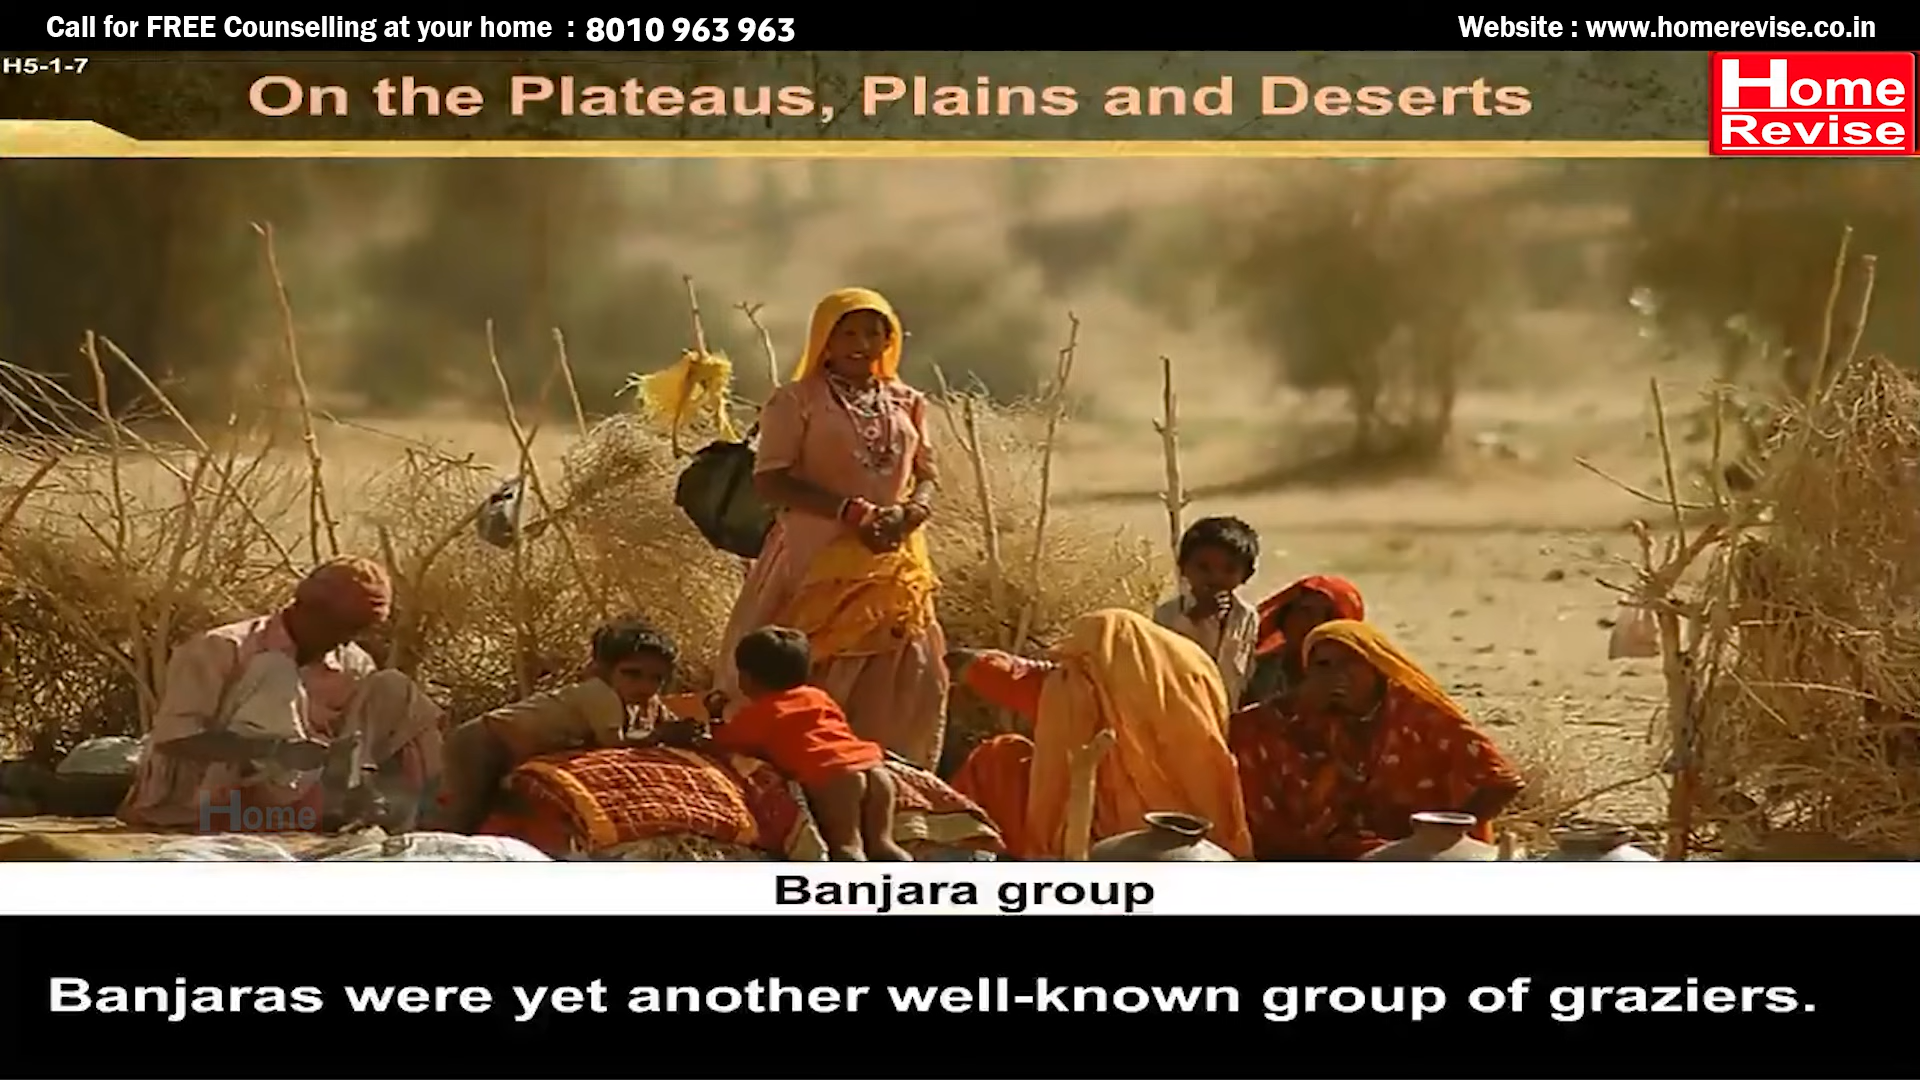 Call for FREE Counselling at your home : 8010 963 963
Website : www.homerevise.co.in
H5-1-7
On the Plateaus, Plains and Deserts
Home
Revise
Home
Banjara group
Banjaras were yet another well-known group of graziers.